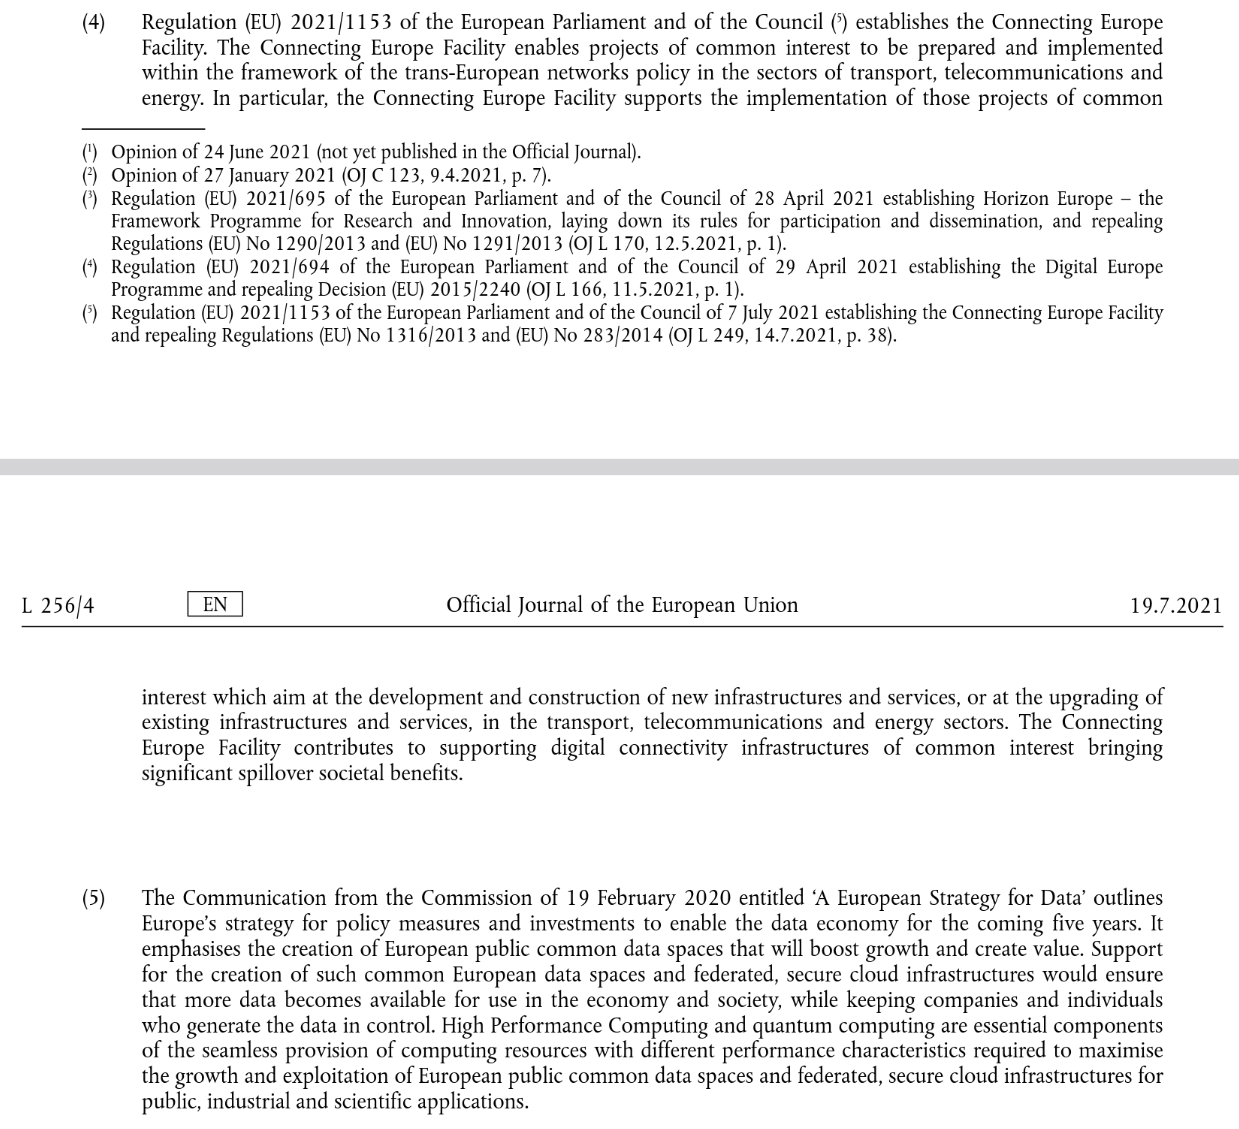 (4) Regulation (EU) 2021/1153 of the European Parliament and of the Council (⁵) establishes the Connecting Europe
Facility. The Connecting Europe Facility enables projects of common interest to be prepared and implemented
within the framework of the trans-European networks policy in the sectors of transport, telecommunications and
energy. In particular, the Connecting Europe Facility supports the implementation of those projects of common
(¹) Opinion of 24 June 2021 (not yet published in the Official Journal).
(²) Opinion of 27 January 2021 (OJ C 123, 9.4.2021, p. 7).
(³) Regulation (EU) 2021/695 of the European Parliament and of the Council of 28 April 2021 establishing Horizon Europe – the
Framework Programme for Research and Innovation, laying down its rules for participation and dissemination, and repealing
Regulations (EU) No 1290/2013 and (EU) No 1291/2013 (OJ L 170, 12.5.2021, p. 1).
(⁴) Regulation (EU) 2021/694 of the European Parliament and of the Council of 29 April 2021 establishing the Digital Europe
Programme and repealing Decision (EU) 2015/2240 (OJ L 166, 11.5.2021, p. 1).
(⁵) Regulation (EU) 2021/1153 of the European Parliament and of the Council of 7 July 2021 establishing the Connecting Europe Facility
and repealing Regulations (EU) No 1316/2013 and (EU) No 283/2014 (OJ L 249, 14.7.2021, p. 38).
L 256/4 EN Official Journal of the European Union 19.7.2021
interest which aim at the development and construction of new infrastructures and services, or at the upgrading of
existing infrastructures and services, in the transport, telecommunications and energy sectors. The Connecting
Europe Facility contributes to supporting digital connectivity infrastructures of common interest bringing
significant spillover societal benefits.
(5) The Communication from the Commission of 19 February 2020 entitled ‘A European Strategy for Data’ outlines
Europe’s strategy for policy measures and investments to enable the data economy for the coming five years. It
emphasises the creation of European public common data spaces that will boost growth and create value. Support
for the creation of such common European data spaces and federated, secure cloud infrastructures would ensure
that more data becomes available for use in the economy and society, while keeping companies and individuals
who generate the data in control. High Performance Computing and quantum computing are essential components
of the seamless provision of computing resources with different performance characteristics required to maximise
the growth and exploitation of European public common data spaces and federated, secure cloud infrastructures for
public, industrial and scientific applications.